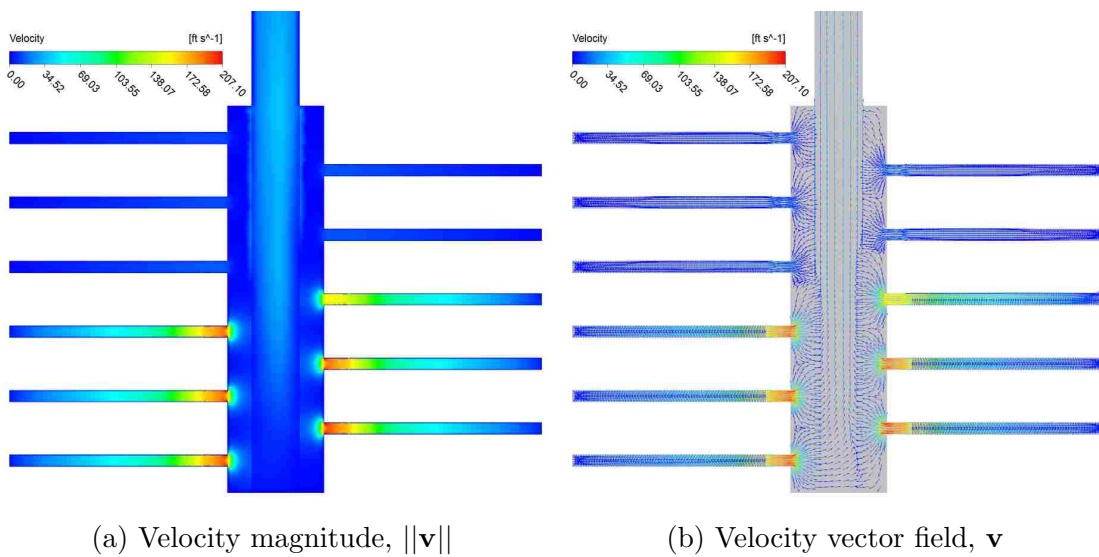 Velocity [ft s^-1]
0.00 34.52 69.03 103.55 138.07 172.58 207.10
Velocity [ft s^-1]
0.00 34.52 69.03 103.55 138.07 172.58 207.10
(a) Velocity magnitude, ||v||
(b) Velocity vector field, v